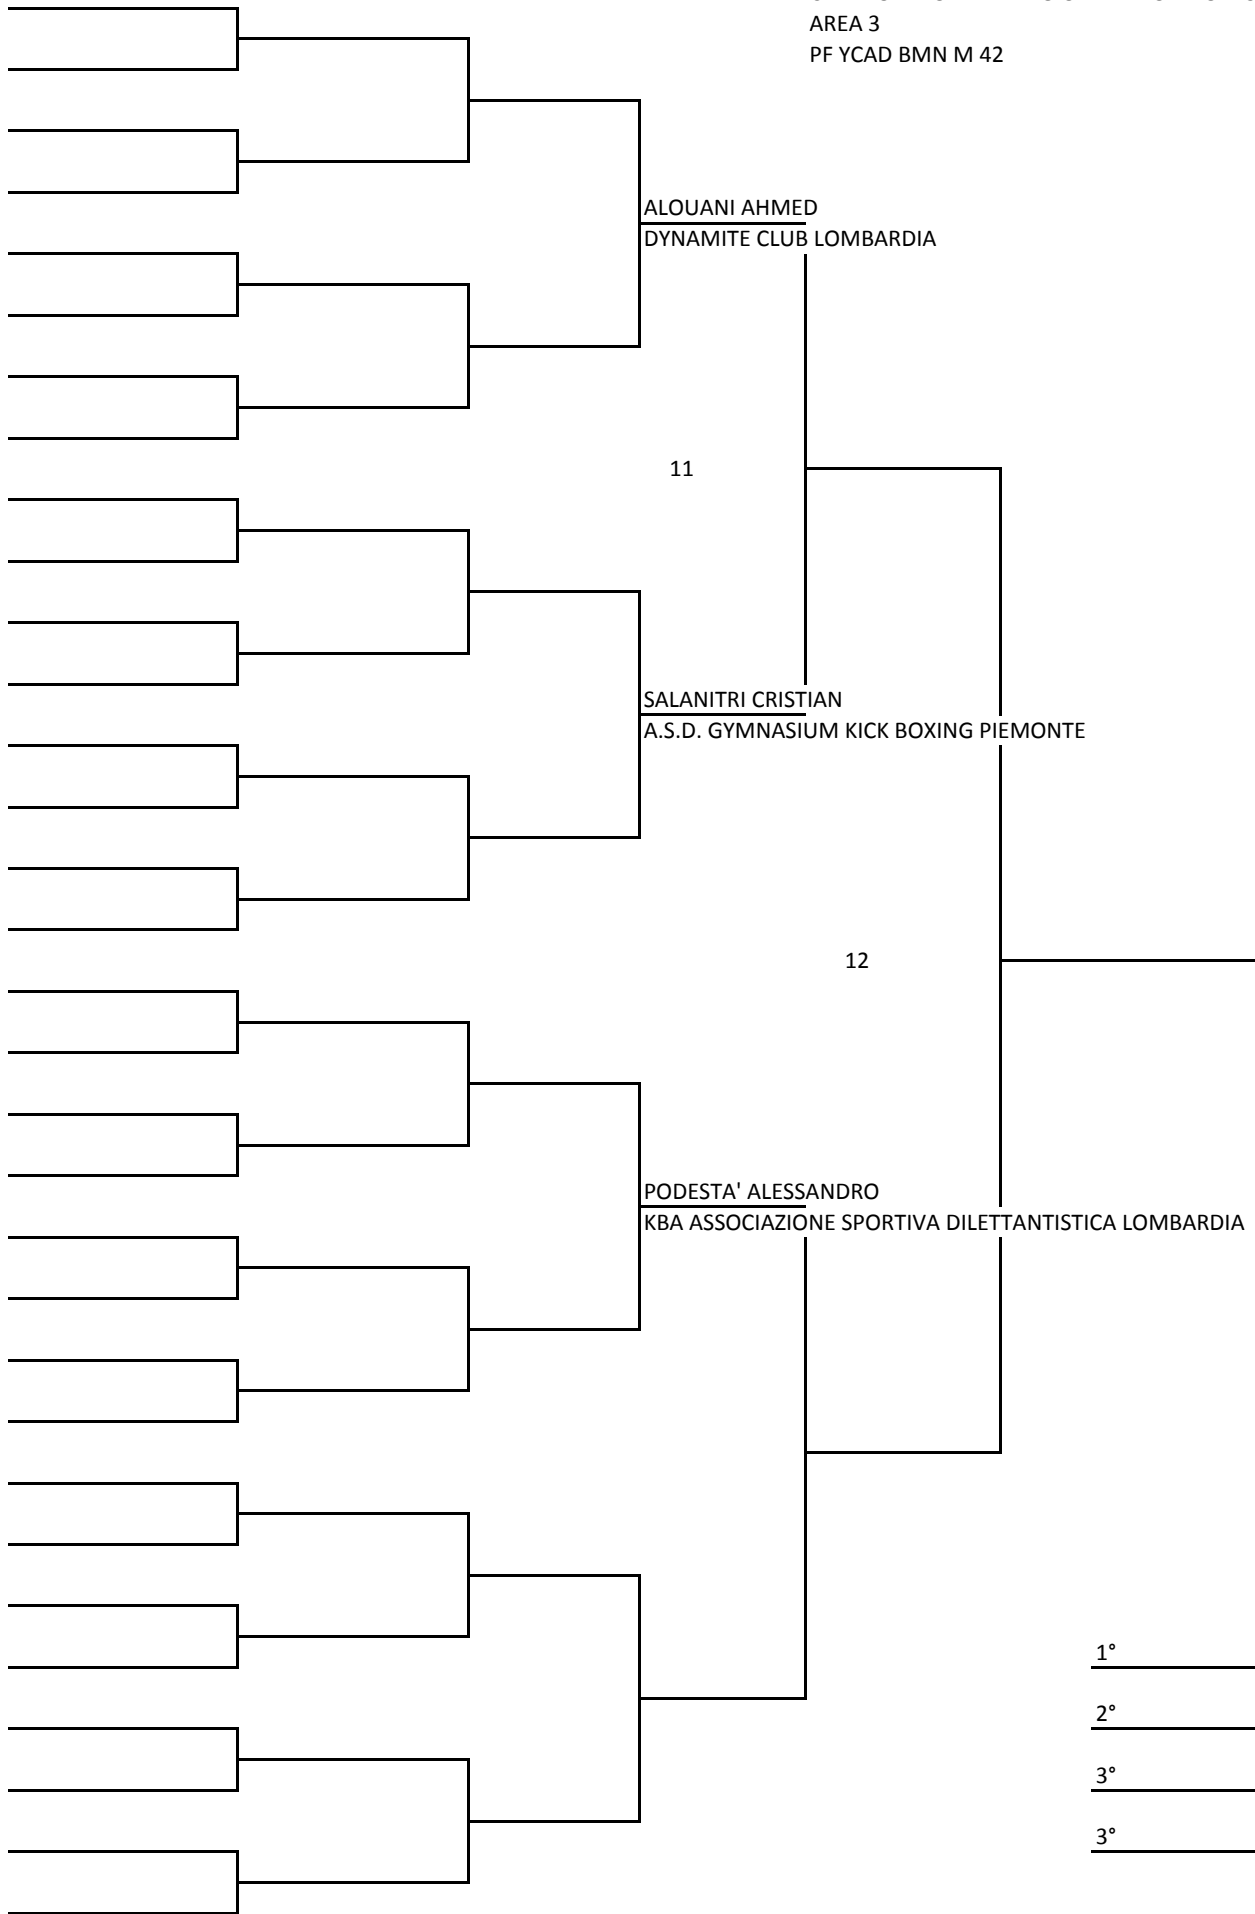 AREA 3
PF YCAD BMN M 42
ALOUANI AHMED
DYNAMITE CLUB LOMBARDIA
11
SALANITRI CRISTIAN
A.S.D. GYMNASIUM KICK BOXING PIEMONTE
12
PODESTA' ALESSANDRO
KBA ASSOCIAZIONE SPORTIVA DILETTANTISTICA LOMBARDIA
1°
2°
3°
3°